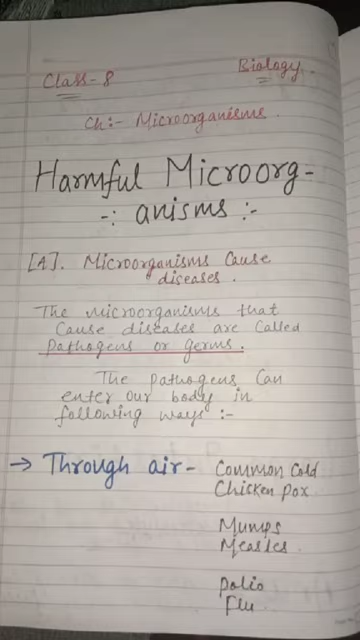 Class-8
Biology.
Ch:- Microorganisms.
Harmful Microorg-
-: anisms :-
[A]. Microorganisms Cause
diseases.
The microorganisms that
Cause diseases are called
pathogens or germs.
The pathogens Can
enter our body in
following ways :-
→ Through air- Common Cold
Chicken pox
Mumps
Measles.
polio
Flu